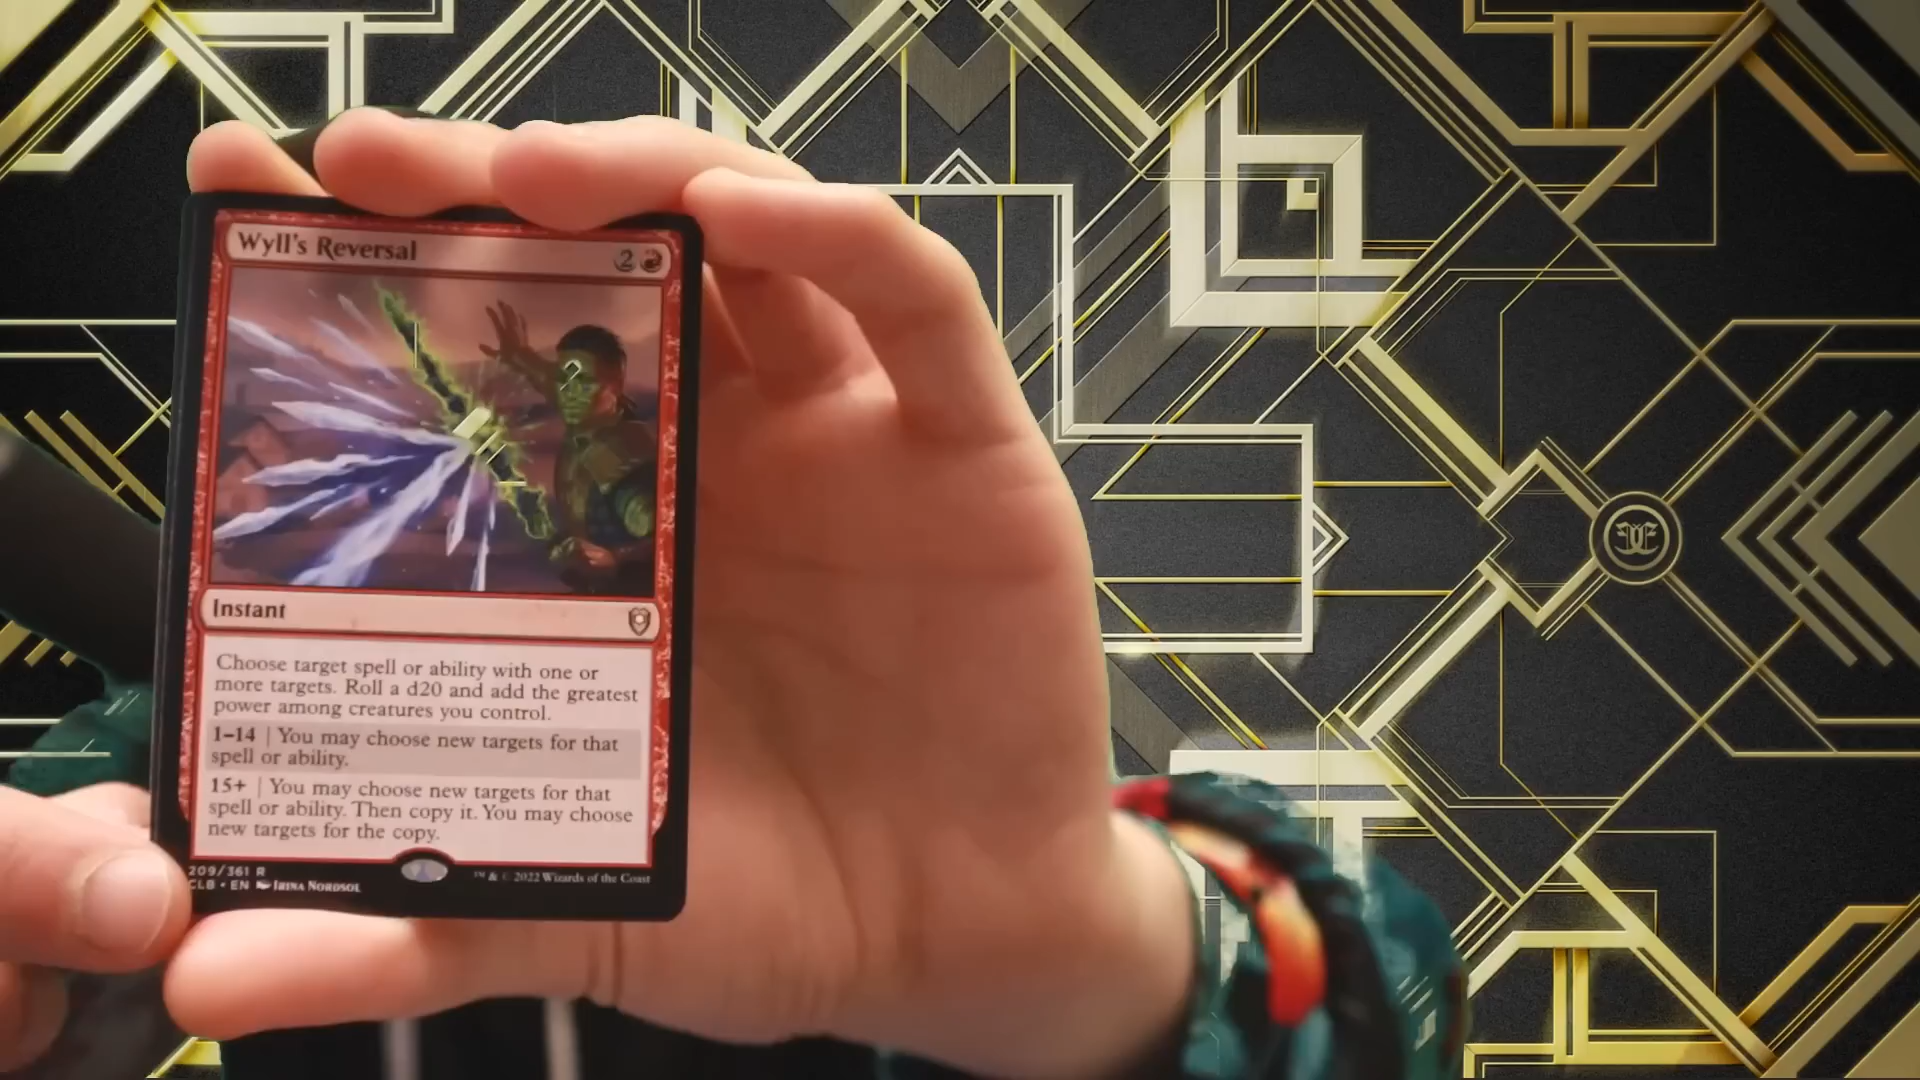 Wyll's Reversal 2
Instant
Choose target spell or ability with one or
more targets. Roll a d20 and add the greatest
power among creatures you control.
1–14 | You may choose new targets for that
spell or ability.
15+ | You may choose new targets for that
spell or ability. Then copy it. You may choose
new targets for the copy.
209/361 R
CLB • EN Irina Nordsol
™ & © 2022 Wizards of the Coast